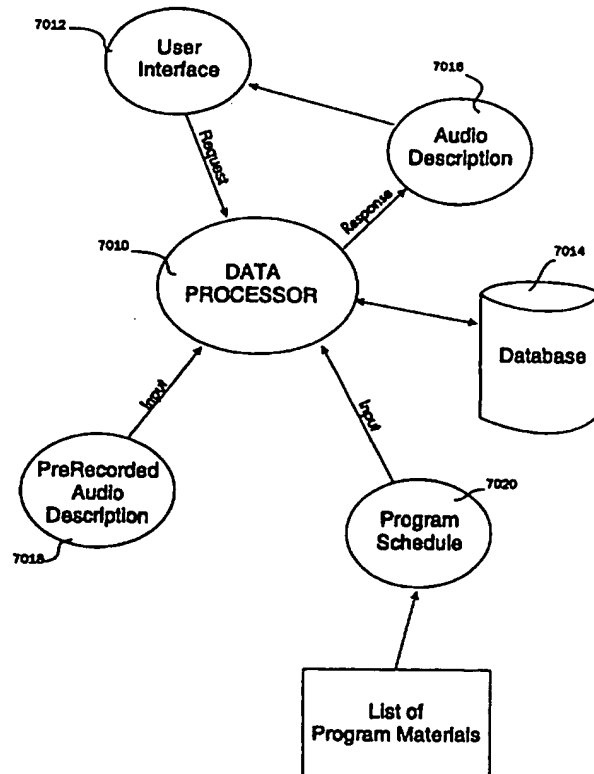 7012
User
Interface
7016
Audio
Description
Request
Response
7010
DATA
PROCESSOR
7014
Database
Input
Input
PreRecorded
Audio
Description
7018
7020
Program
Schedule
List of
Program Materials